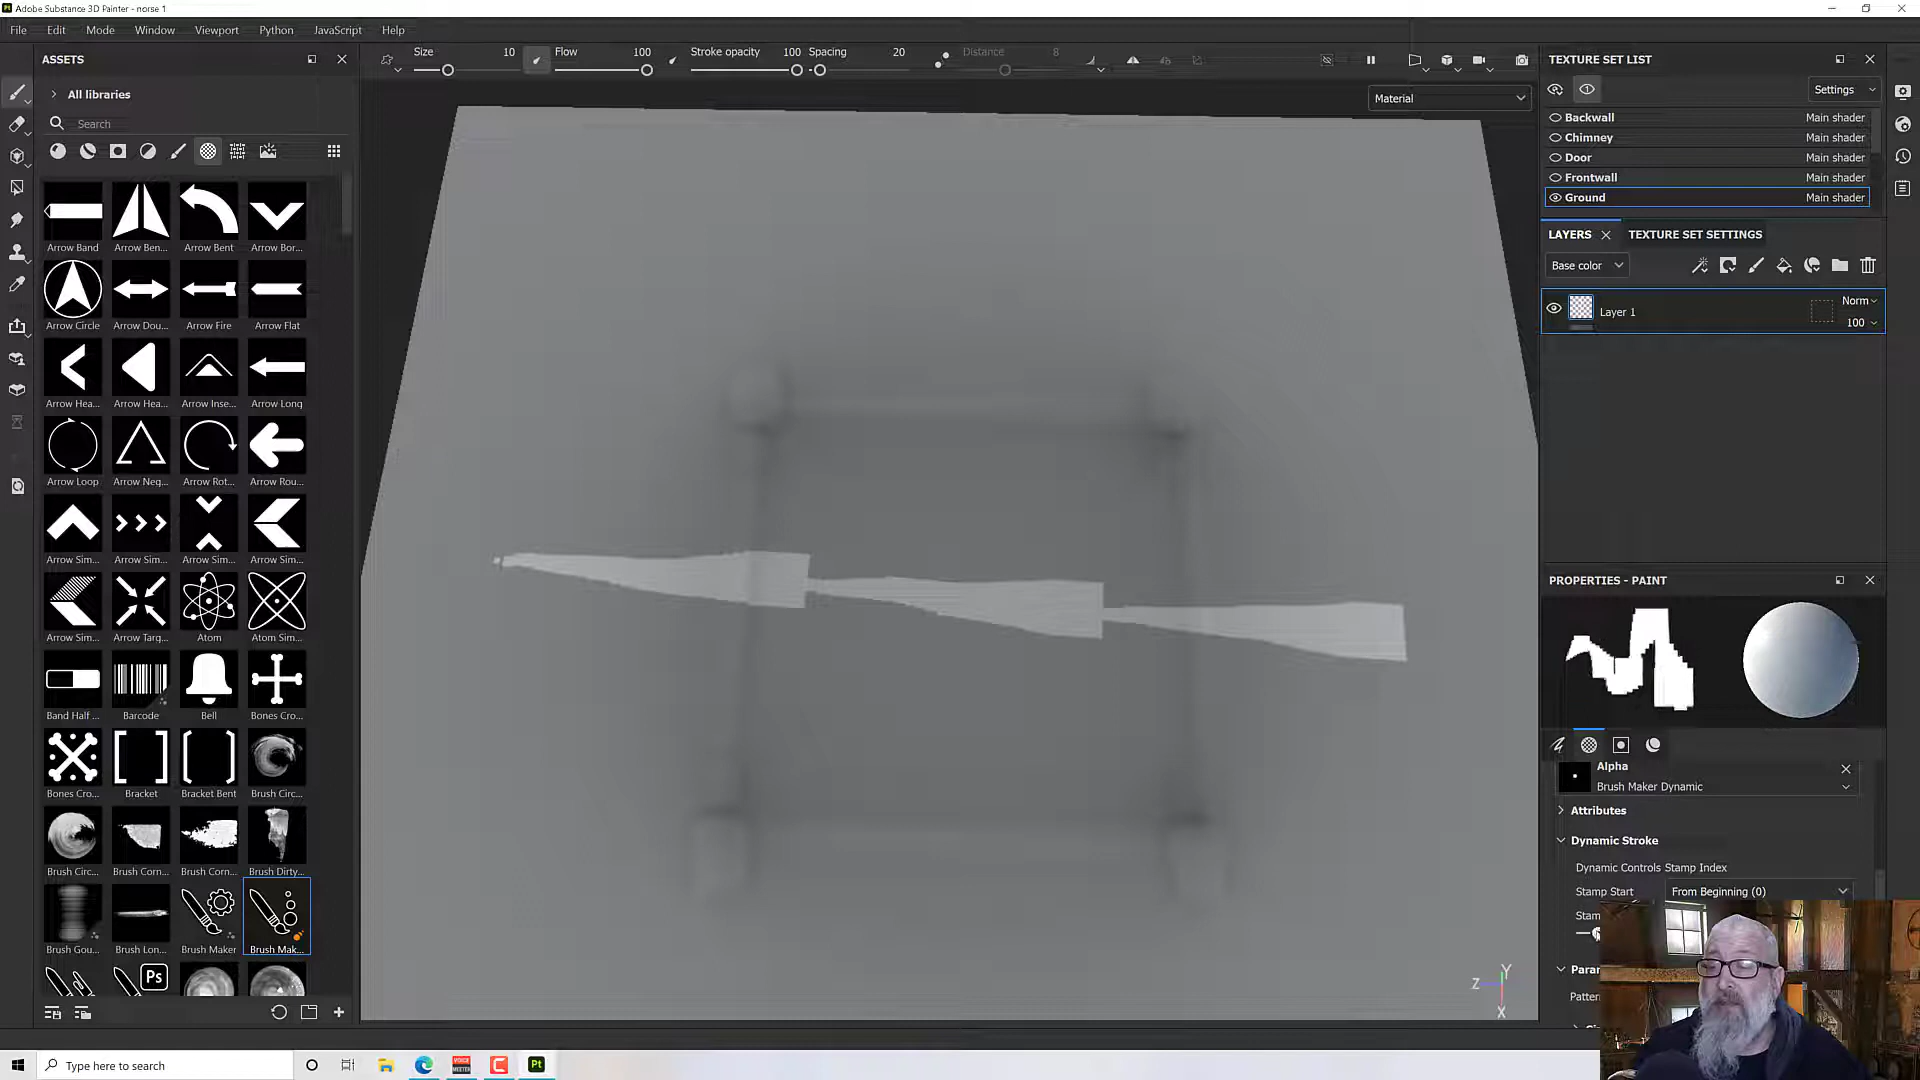 Pt Adobe Substance 3D Painter - norse 1
File Edit Mode Window Viewport Python JavaScript Help
ASSETS
Size 10 Flow 100 Stroke opacity 100 Spacing 20 Distance 8
TEXTURE SET LIST
All libraries
Search
Material
Settings
Backwall Main shader
Chimney Main shader
Door Main shader
Frontwall Main shader
Ground Main shader
LAYERS TEXTURE SET SETTINGS
Base color
Layer 1
Norm
100
Arrow Band Arrow Ben... Arrow Bent Arrow Bor...
Arrow Circle Arrow Dou... Arrow Fire Arrow Flat
Arrow Hea... Arrow Hea... Arrow Inse... Arrow Long
Arrow Loop Arrow Neg... Arrow Rot... Arrow Rou...
Arrow Sim... Arrow Sim... Arrow Sim... Arrow Sim...
Arrow Sim... Arrow Targ... Atom Atom Sim...
Band Half ... Barcode Bell Bones Cro...
Bones Cro... Bracket Bracket Bent Brush Circ...
Brush Circ... Brush Corn... Brush Corn... Brush Dirty...
Brush Gou... Brush Lon... Brush Maker Brush Mak...
Ps
PROPERTIES - PAINT
Alpha
Brush Maker Dynamic
Attributes
Dynamic Stroke
Dynamic Controls Stamp Index
Stamp Start From Beginning (0)
Stam
Para
Patter
Y
Z
X
Type here to search
VOICE MEETER
Pt